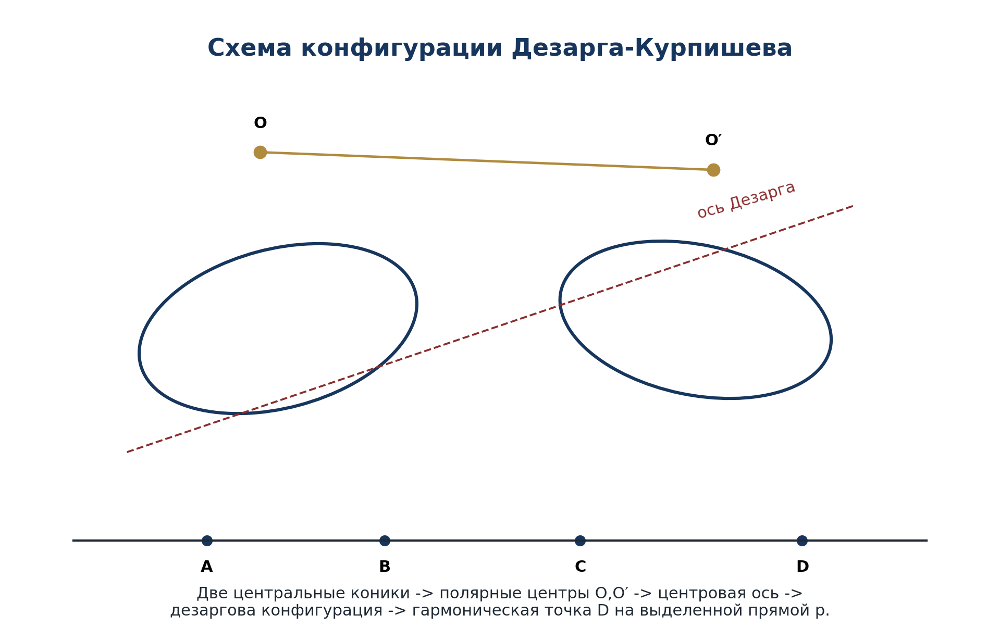 Схема конфигурации Дезарга-Курпишева
O
O′
ось Дезарга
A B C D
Две центральные коники -> полярные центры O,O′ -> центровая ось ->
дезаргова конфигурация -> гармоническая точка D на выделенной прямой p.